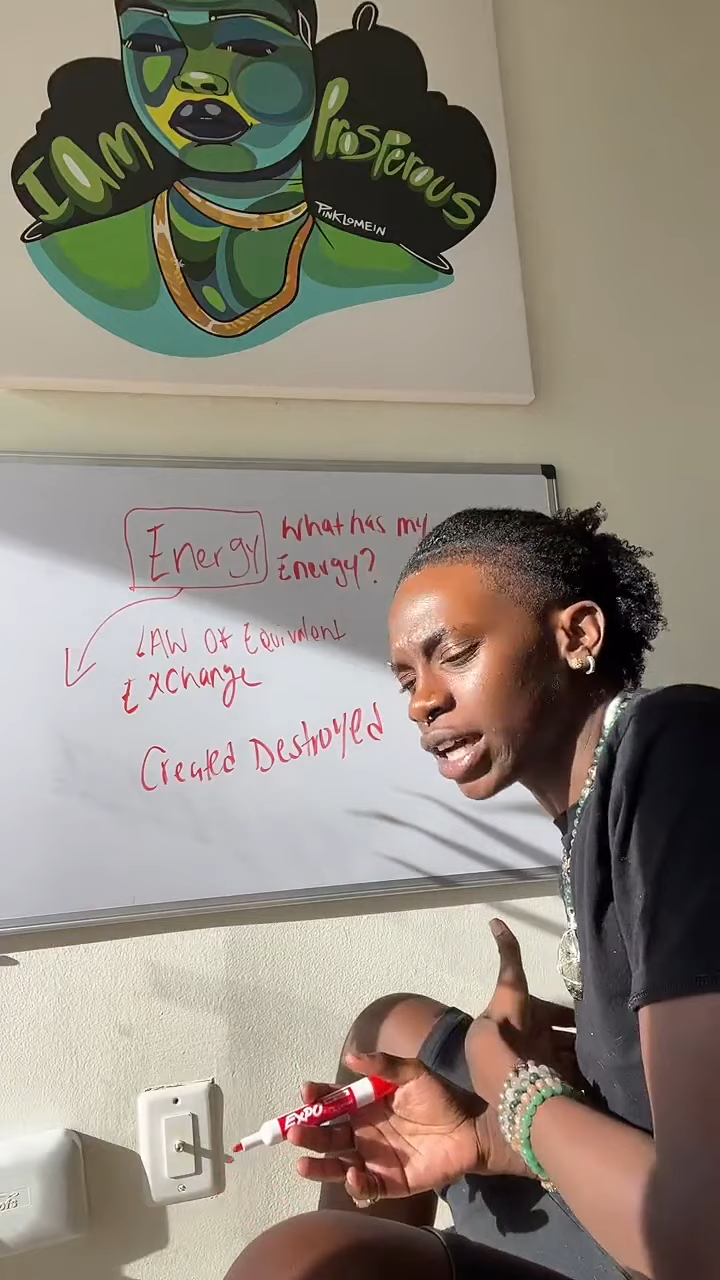 I am
Prosperous
PINKLOMEIN
Energy
What has my
Energy?
LAW Of Equivalent
Exchange
Created Destroyed
EXPO